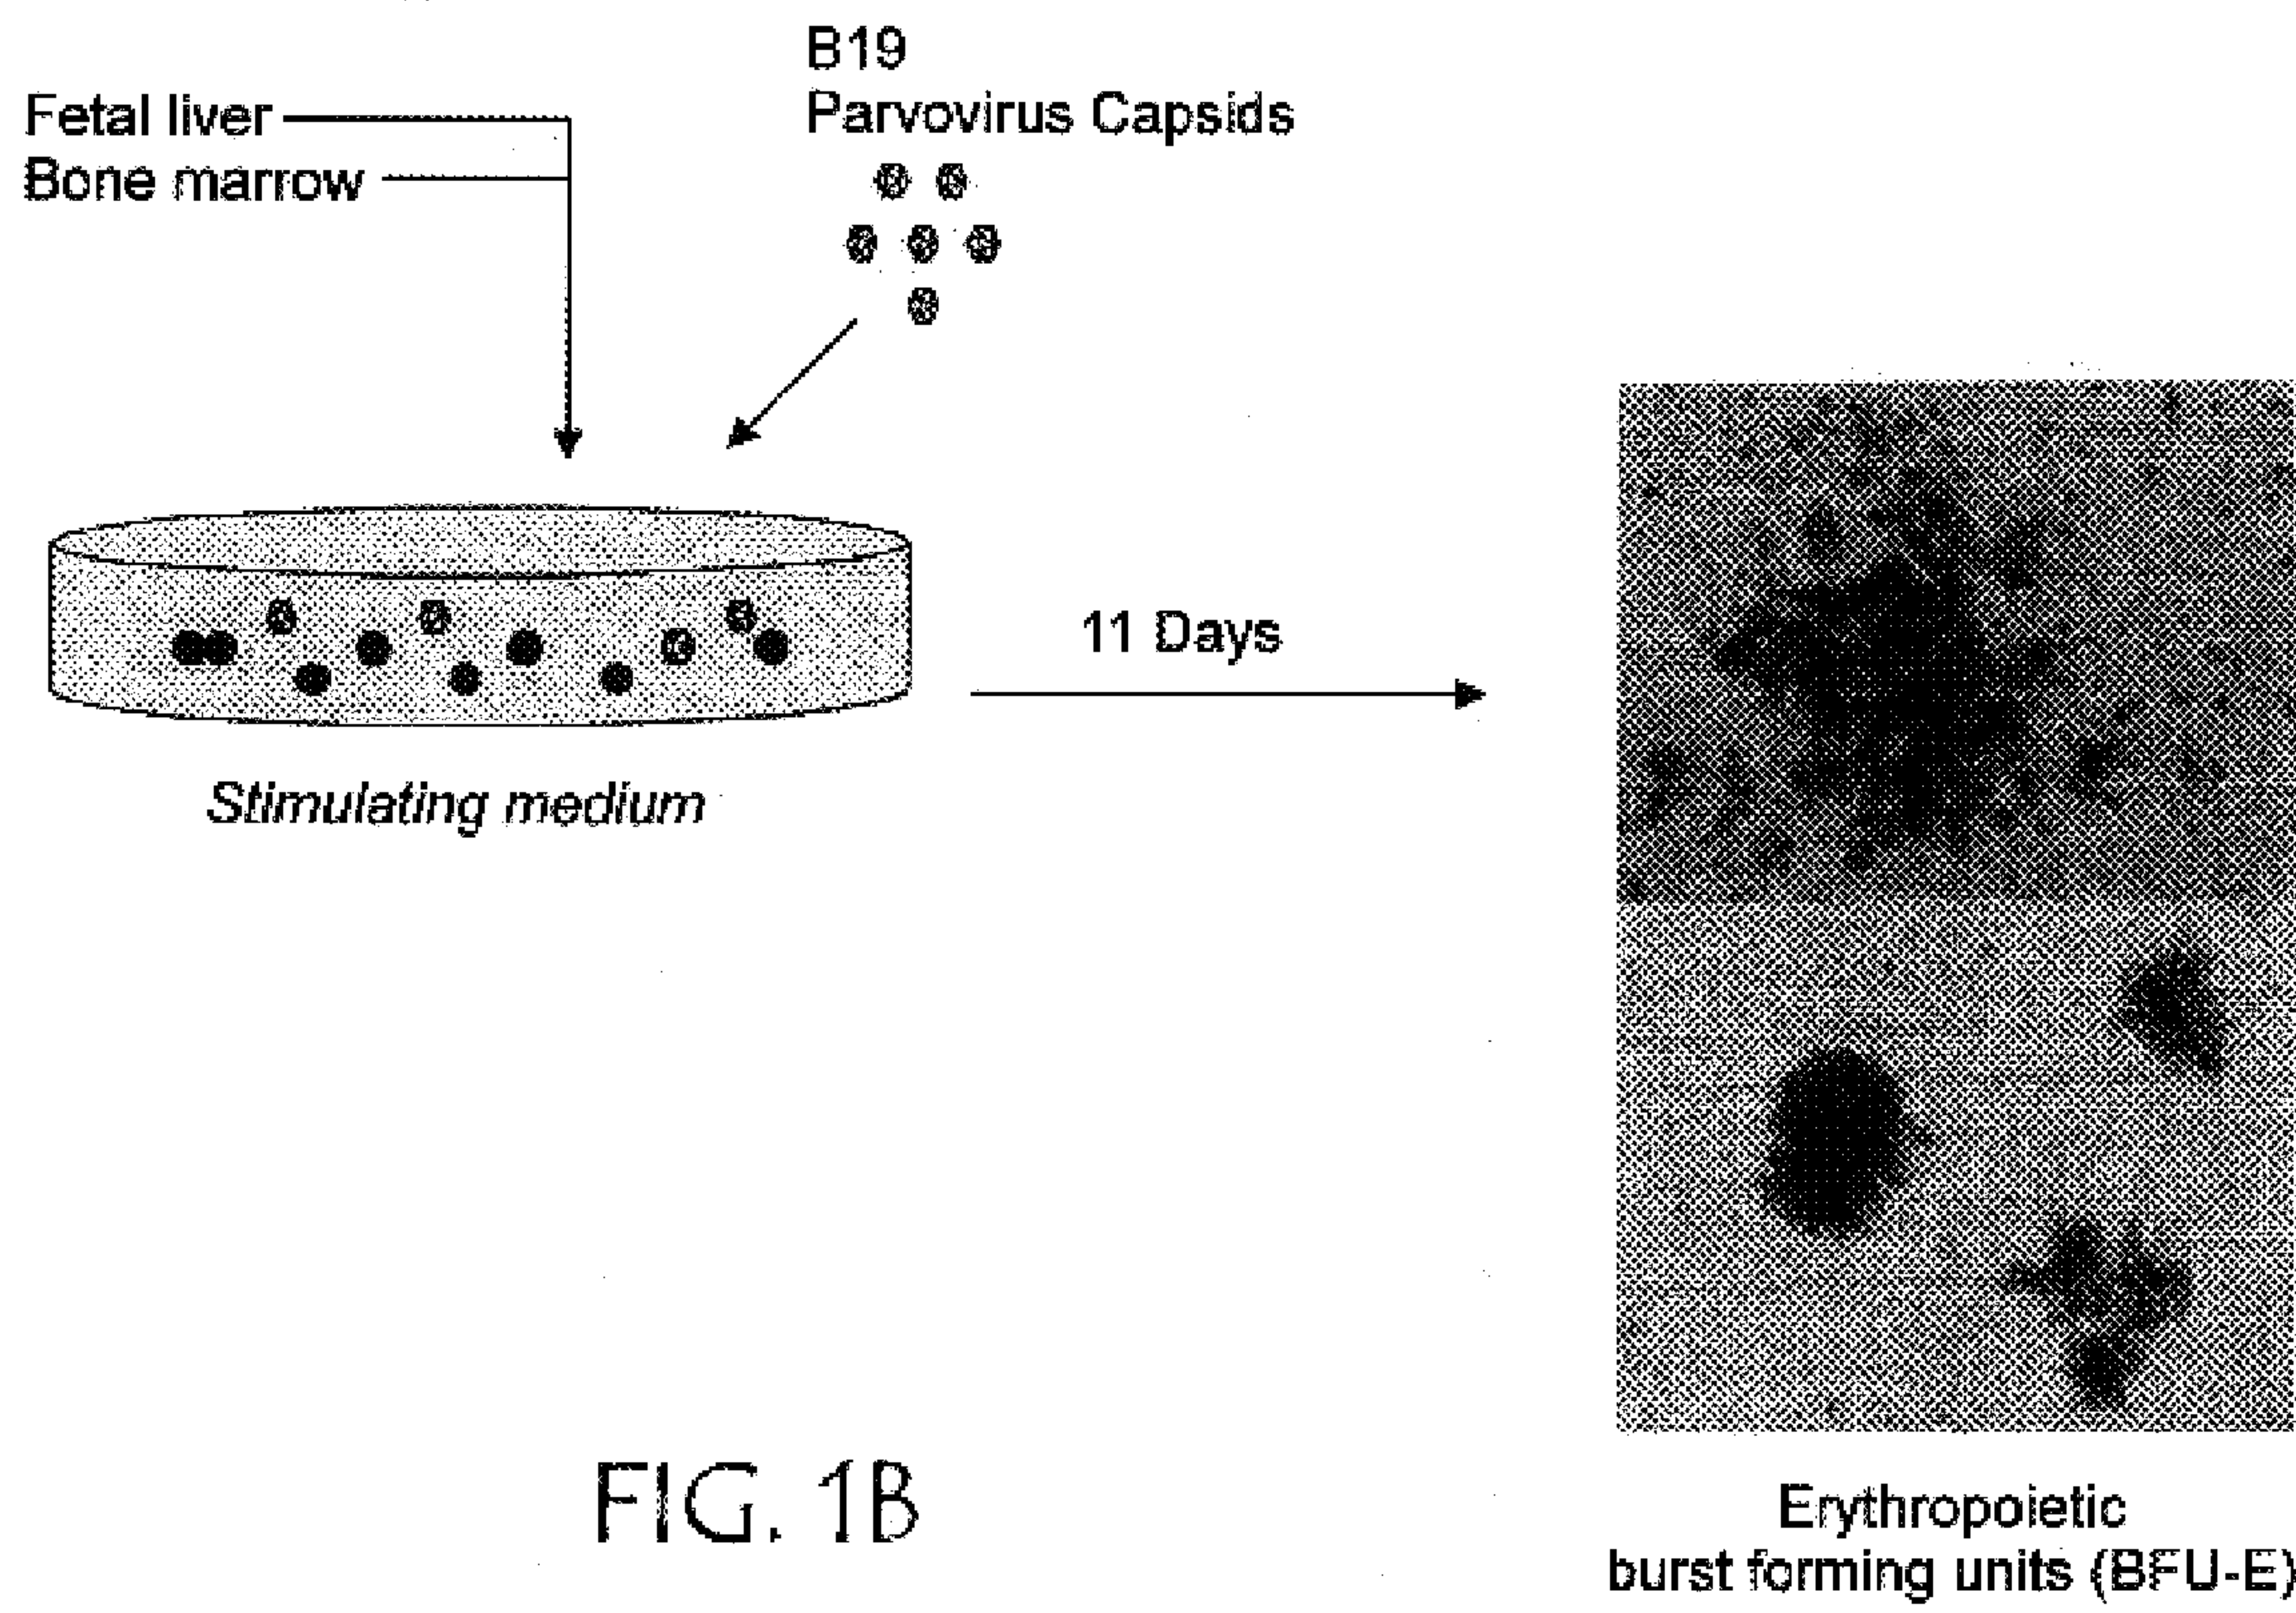 B19
Parvovirus Capsids
Fetal liver
Bone marrow
11 Days
Stimulating medium
FIG. 1B
Erythropoietic
burst forming units (BFU-E)